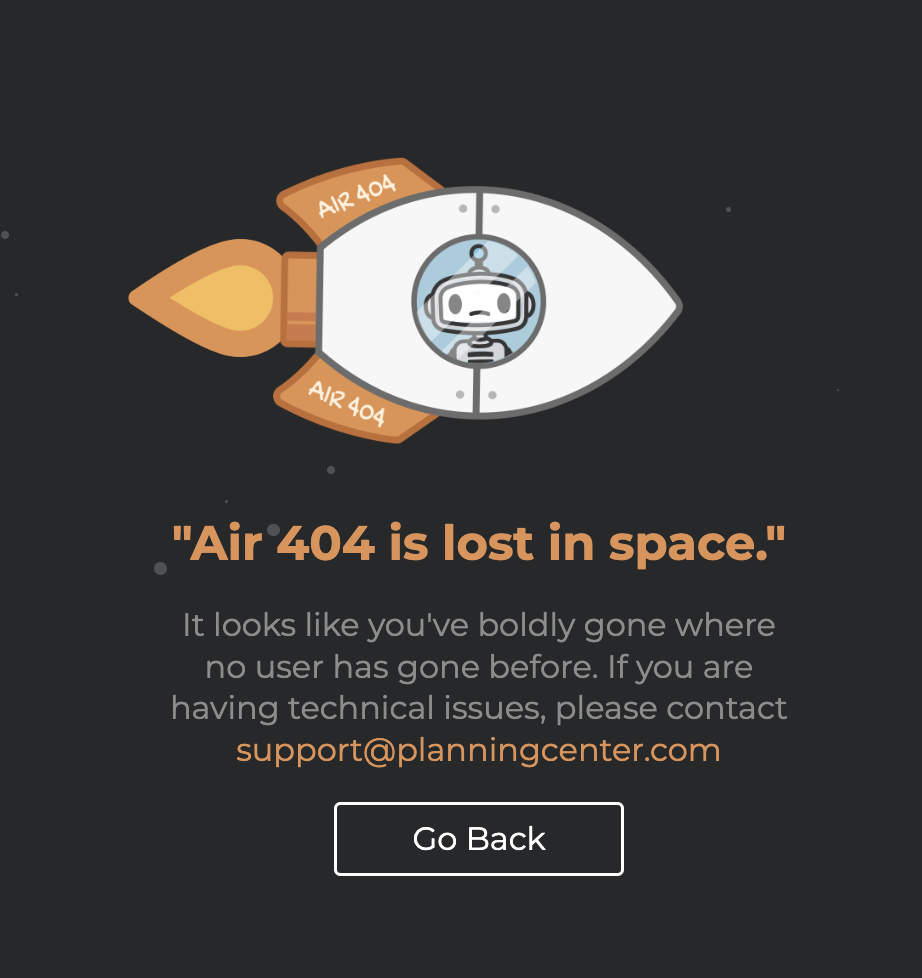 AIR 404
AIR 404
"Air 404 is lost in space."
It looks like you've boldly gone where
no user has gone before. If you are
having technical issues, please contact
support@planningcenter.com
Go Back